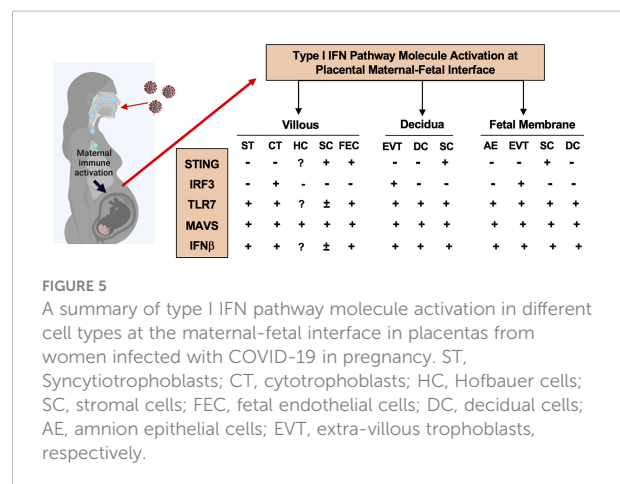 Type I IFN Pathway Molecule Activation at
Placental Maternal-Fetal Interface
Maternal
immune
activation
Villous Decidua Fetal Membrane
ST CT HC SC FEC EVT DC SC AE EVT SC DC
STING - - ? + + - - + - - + -
IRF3 - + - - - + - - - + - -
TLR7 + + ? ± + + + + + + + +
MAVS + + + + + + + + + + + +
IFNβ + + ? ± + + + + + + + +
FIGURE 5
A summary of type I IFN pathway molecule activation in different
cell types at the maternal-fetal interface in placentas from
women infected with COVID-19 in pregnancy. ST,
Syncytiotrophoblasts; CT, cytotrophoblasts; HC, Hofbauer cells;
SC, stromal cells; FEC, fetal endothelial cells; DC, decidual cells;
AE, amnion epithelial cells; EVT, extra-villous trophoblasts,
respectively.